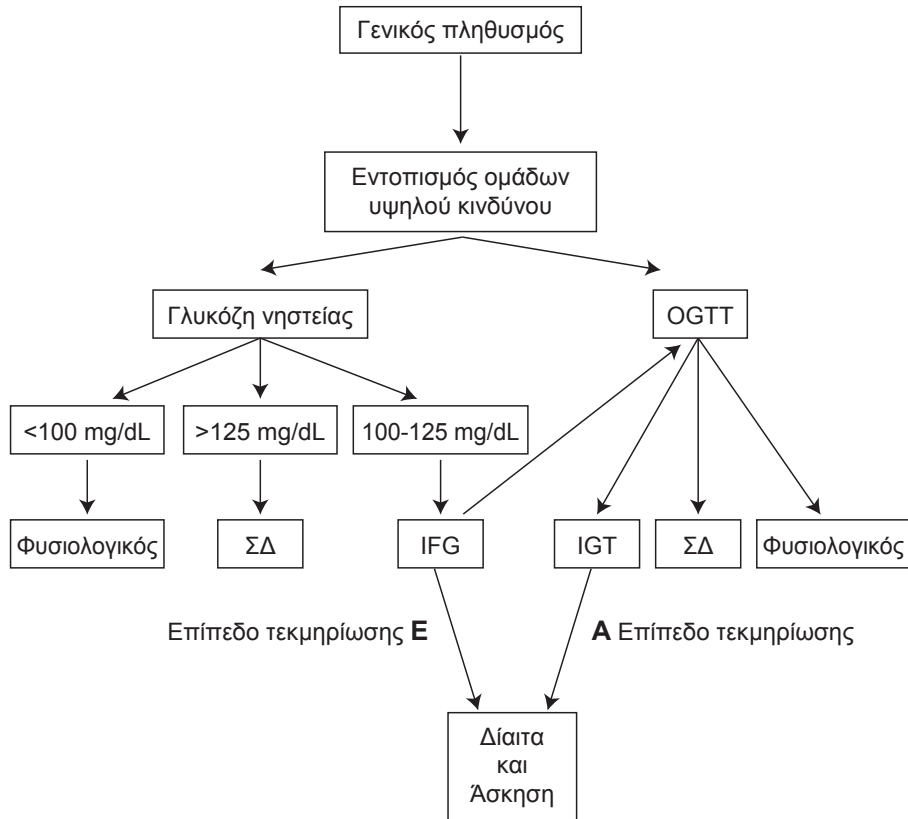 Γενικός πληθυσμός
Εντοπισμός ομάδων
υψηλού κινδύνου
Γλυκόζη νηστείας
OGTT
<100 mg/dL
>125 mg/dL
100-125 mg/dL
Φυσιολογικός
ΣΔ
IFG
IGT
ΣΔ
Φυσιολογικός
Επίπεδο τεκμηρίωσης E
A Επίπεδο τεκμηρίωσης
Δίαιτα
και
Άσκηση